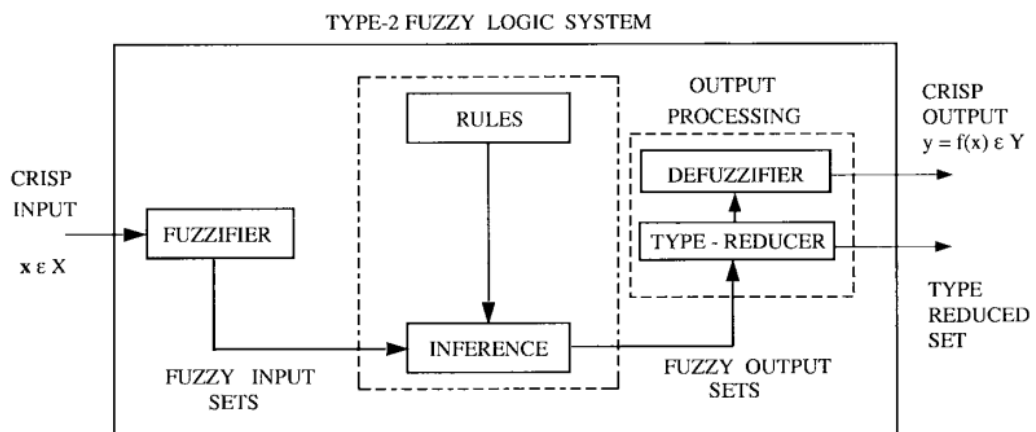 TYPE-2 FUZZY LOGIC SYSTEM
CRISP
INPUT
x ε X
FUZZIFIER
FUZZY INPUT
SETS
RULES
INFERENCE
FUZZY OUTPUT
SETS
OUTPUT
PROCESSING
DEFUZZIFIER
TYPE - REDUCER
CRISP
OUTPUT
y = f(x) ε Y
TYPE
REDUCED
SET